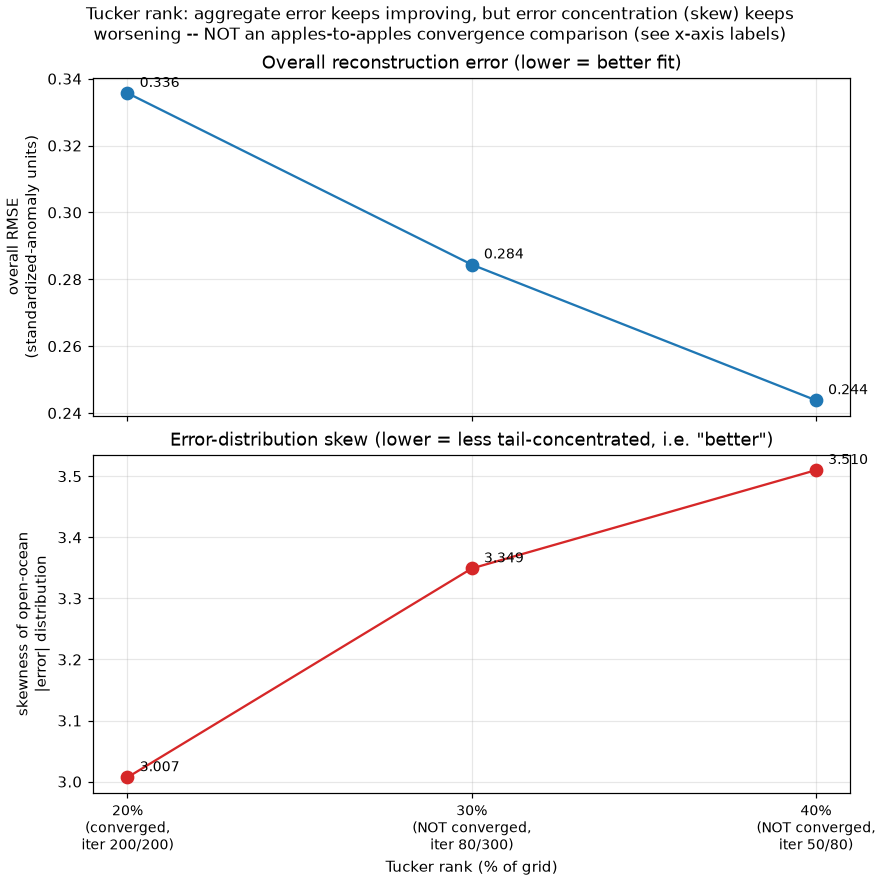 Tucker rank: aggregate error keeps improving, but error concentration (skew) keeps
worsening -- NOT an apples-to-apples convergence comparison (see x-axis labels)
Overall reconstruction error (lower = better fit)
overall RMSE
(standardized-anomaly units)
0.34
0.32
0.30
0.28
0.26
0.24
0.336
0.284
0.244
Error-distribution skew (lower = less tail-concentrated, i.e. "better")
skewness of open-ocean
|error| distribution
3.5
3.4
3.3
3.2
3.1
3.0
3.007
3.349
3.510
20%
(converged,
iter 200/200)
30%
(NOT converged,
iter 80/300)
40%
(NOT converged,
iter 50/80)
Tucker rank (% of grid)